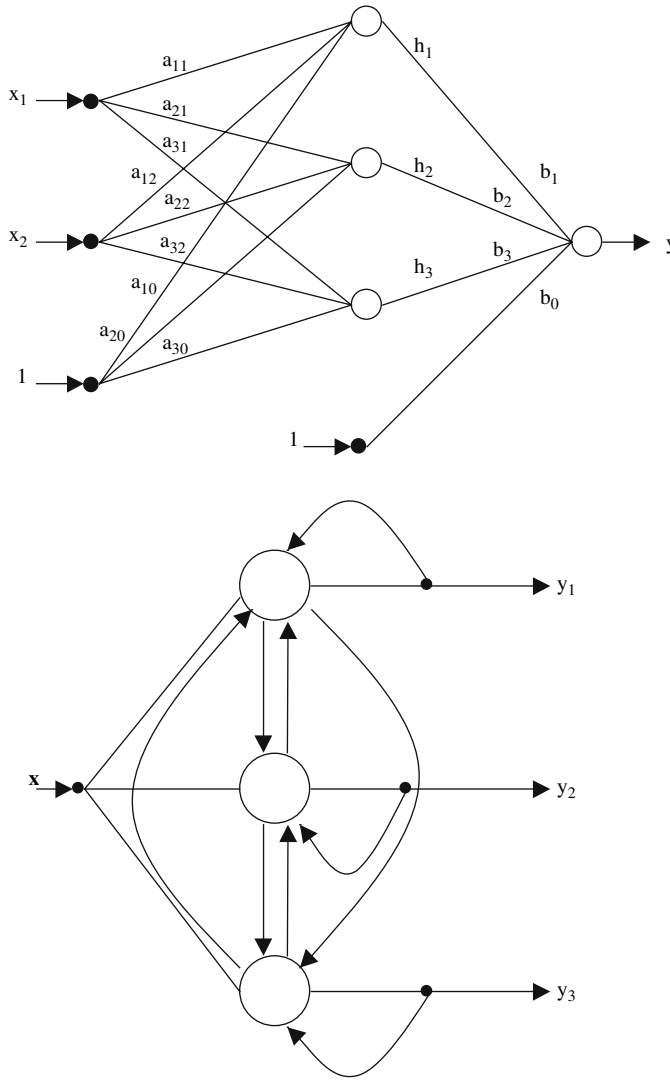 h₁
a₁₁
x₁
a₂₁
a₃₁
a₁₂
h₂
b₁
a₂₂
b₂
x₂
a₃₂
y
b₃
h₃
a₁₀
b₀
a₂₀
a₃₀
1
1
y₁
x
y₂
y₃